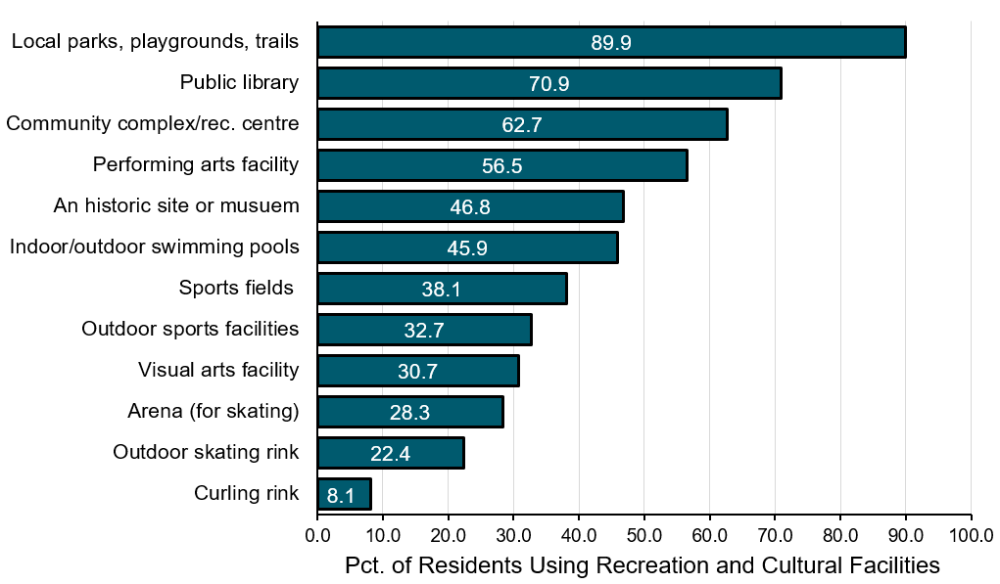 Local parks, playgrounds, trails 89.9
Public library 70.9
Community complex/rec. centre 62.7
Performing arts facility 56.5
An historic site or musuem 46.8
Indoor/outdoor swimming pools 45.9
Sports fields 38.1
Outdoor sports facilities 32.7
Visual arts facility 30.7
Arena (for skating) 28.3
Outdoor skating rink 22.4
Curling rink 8.1
0.0 10.0 20.0 30.0 40.0 50.0 60.0 70.0 80.0 90.0 100.0
Pct. of Residents Using Recreation and Cultural Facilities